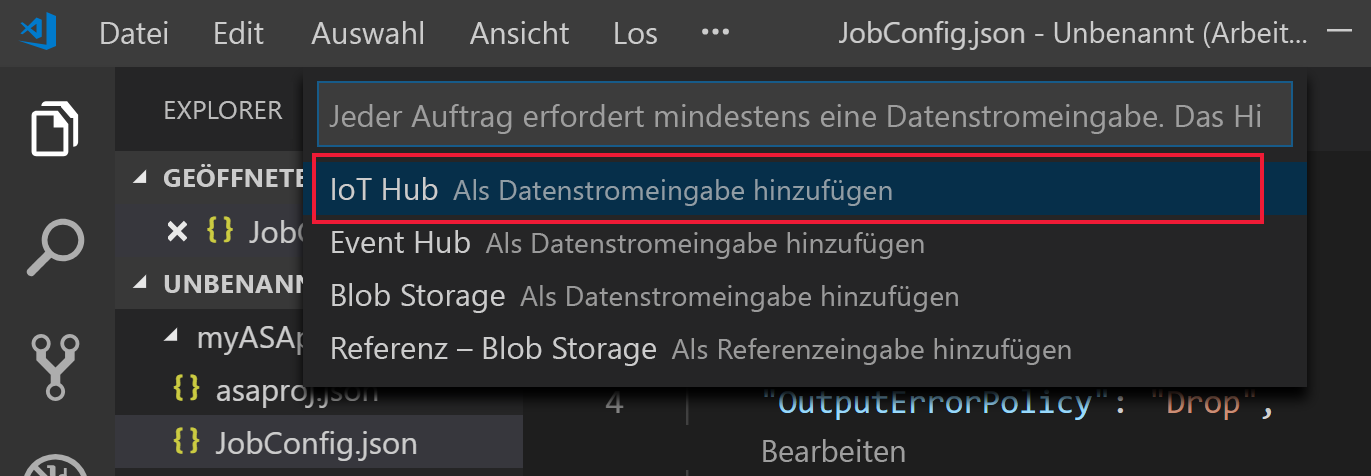 Datei Edit Auswahl Ansicht Los ··· JobConfig.json - Unbenannt (Arbeit...
EXPLORER
Jeder Auftrag erfordert mindestens eine Datenstromeingabe. Das Hi
GEÖFFNETE
IoT Hub Als Datenstromeingabe hinzufügen
{} Job
Event Hub Als Datenstromeingabe hinzufügen
UNBENANN
Blob Storage Als Datenstromeingabe hinzufügen
myASAp
Referenz – Blob Storage Als Referenzeingabe hinzufügen
{} asaproj.json
4 "OutputErrorPolicy": "Drop",
{} JobConfig.json
Bearbeiten